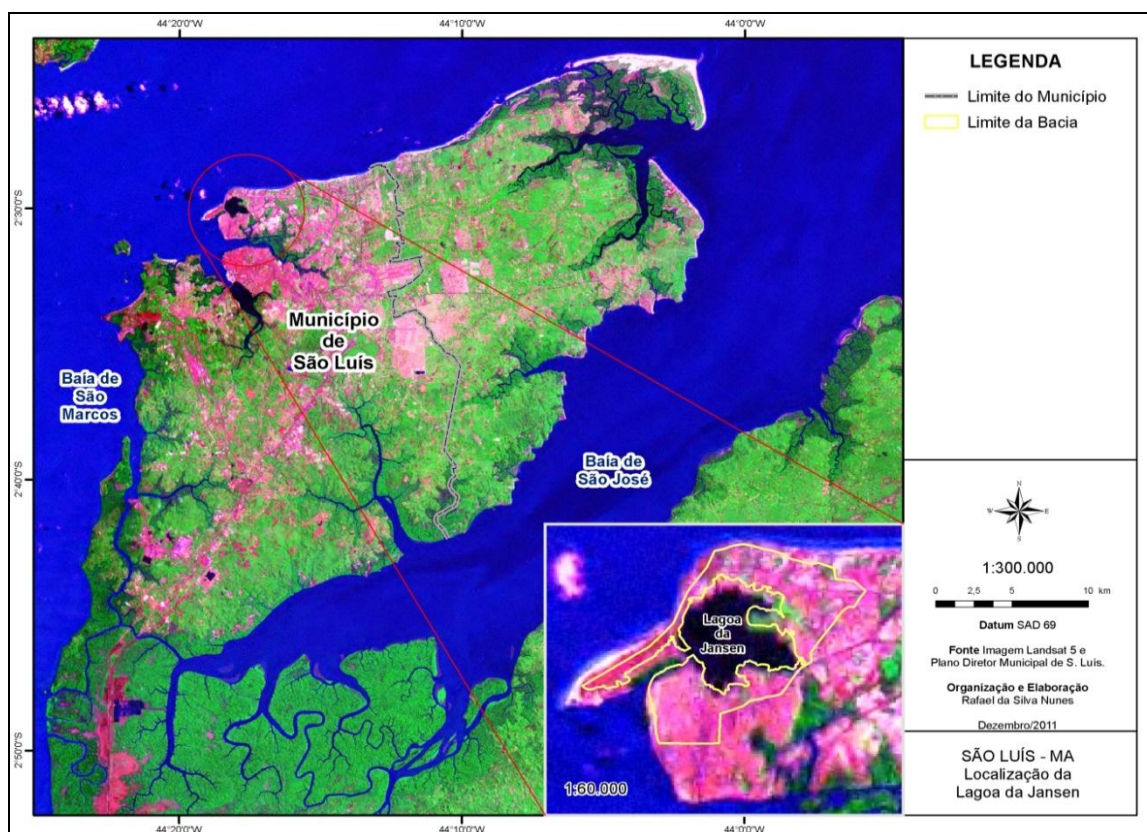 44°20'0"W
44°10'0"W
44°0'0"W
2°30'0"S
2°40'0"S
2°50'0"S
Município
de
São Luís
Baía de
São
Marcos
Baía de
São José
Lagoa
da
Jansen
1:60.000
44°20'0"W
44°10'0"W
44°0'0"W
LEGENDA
Limite do Município
Limite da Bacia
N
W E
S
1:300.000
0 2,5 5 10 km
Datum SAD 69
Fonte Imagem Landsat 5 e
Plano Diretor Municipal de S. Luis.
Organização e Elaboração
Rafael da Silva Nunes
Dezembro/2011
SÃO LUÍS - MA
Localização da
Lagoa da Jansen